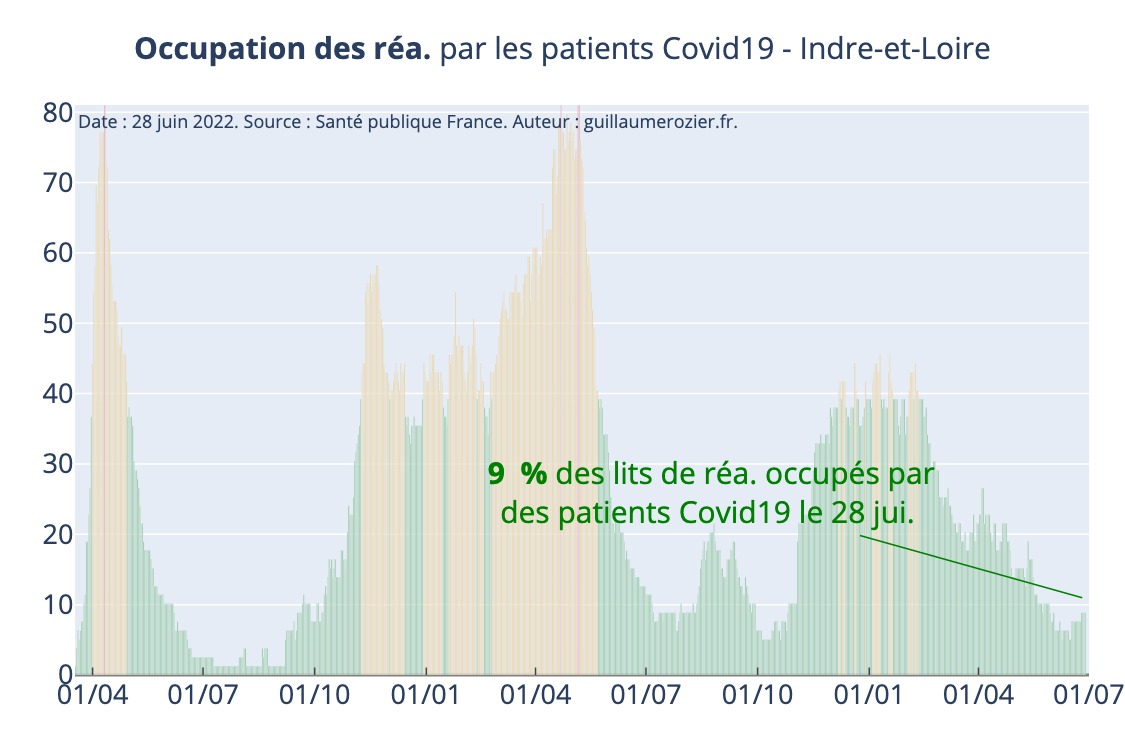 Occupation des réa. par les patients Covid19 - Indre-et-Loire
80
Date : 28 juin 2022. Source : Santé publique France. Auteur : guillaumerozier.fr.
70
60
50
40
30
9 % des lits de réa. occupés par
des patients Covid19 le 28 jui.
20
10
0
01/04 01/07 01/10 01/01 01/04 01/07 01/10 01/01 01/04 01/07